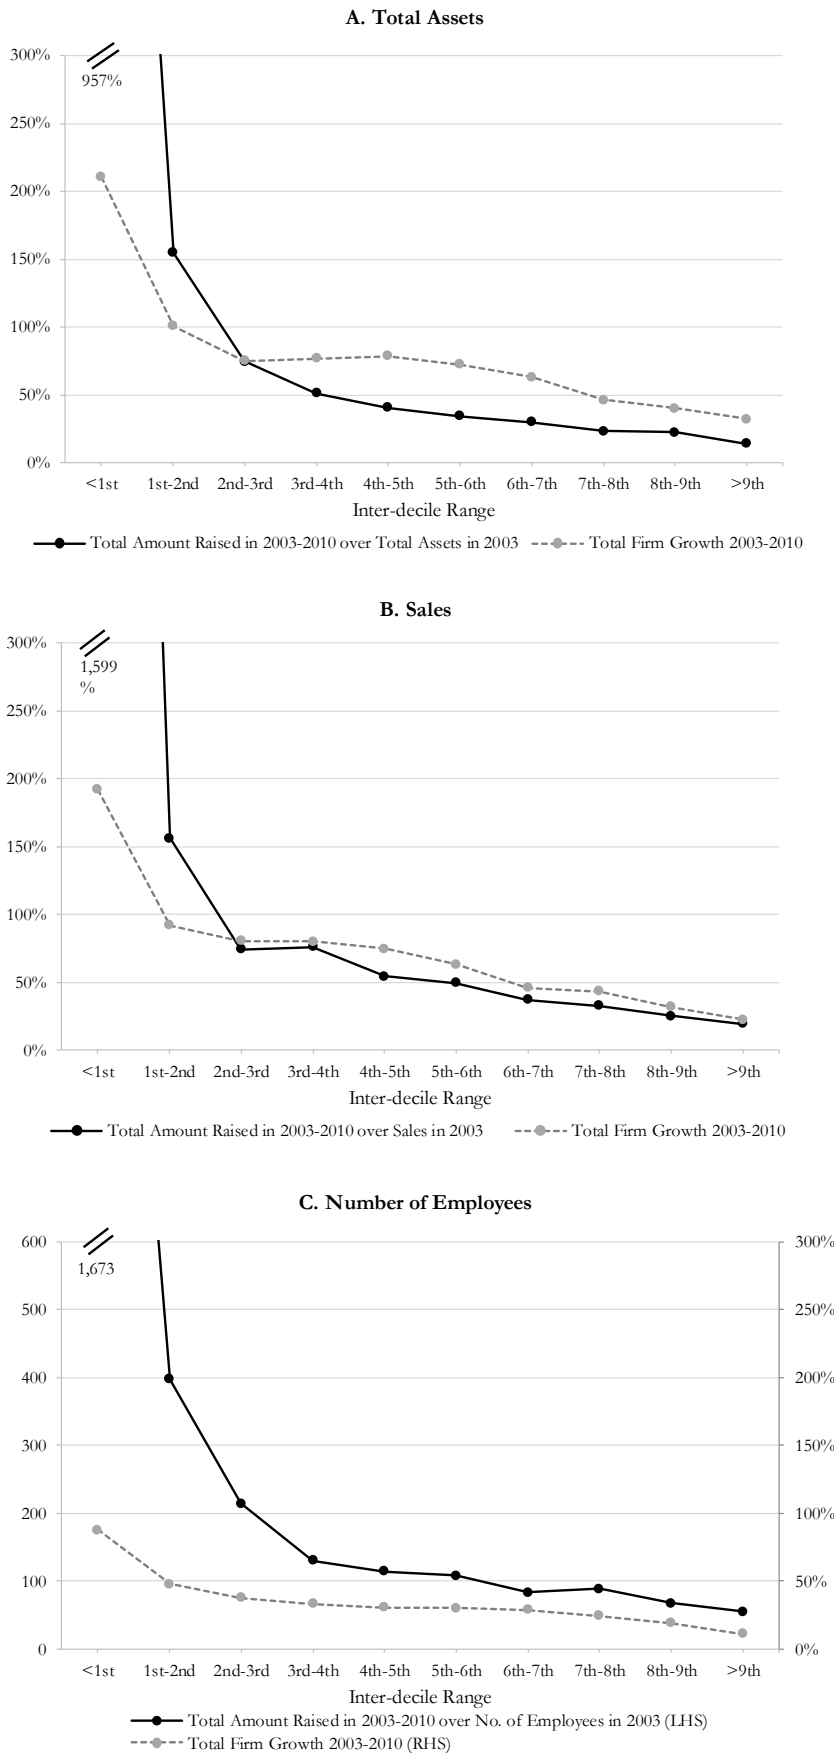 A. Total Assets
300%
957%
250%
200%
150%
100%
50%
0%
<1st 1st-2nd 2nd-3rd 3rd-4th 4th-5th 5th-6th 6th-7th 7th-8th 8th-9th >9th
Inter-decile Range
Total Amount Raised in 2003-2010 over Total Assets in 2003 Total Firm Growth 2003-2010
B. Sales
300%
1,599
%
250%
200%
150%
100%
50%
0%
<1st 1st-2nd 2nd-3rd 3rd-4th 4th-5th 5th-6th 6th-7th 7th-8th 8th-9th >9th
Inter-decile Range
Total Amount Raised in 2003-2010 over Sales in 2003 Total Firm Growth 2003-2010
C. Number of Employees
600 300%
1,673
500 250%
400 200%
300 150%
200 100%
100 50%
0 0%
<1st 1st-2nd 2nd-3rd 3rd-4th 4th-5th 5th-6th 6th-7th 7th-8th 8th-9th >9th
Inter-decile Range
Total Amount Raised in 2003-2010 over No. of Employees in 2003 (LHS)
Total Firm Growth 2003-2010 (RHS)